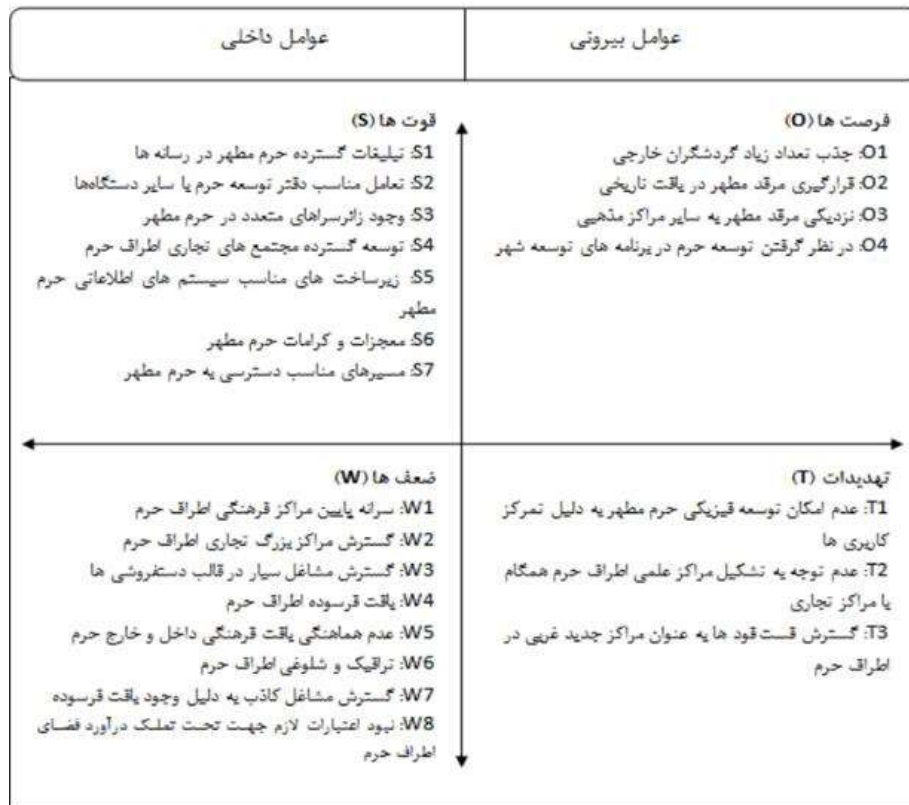 عوامل بیرونی
عوامل داخلی
فرصت ها (O)
O1: جذب تعداد زیاد گردشگران خارجی
O2: قرارگیری مرقد مطهر در بافت تاریخی
O3: نزدیکی مرقد مطهر به سایر مراکز مذهبی
O4: در نظر گرفتن توسعه حرم در برنامه های توسعه شهر
قوت ها (S)
S1: تبلیغات گسترده حرم مطهر در رسانه ها
S2: تعامل مناسب دفتر توسعه حرم با سایر دستگاه‌ها
S3: وجود زائرسراهای متعدد در حرم مطهر
S4: توسعه گسترده مجتمع های تجاری اطراف حرم
S5: زیرساخت های مناسب سیستم های اطلاعاتی حرم
مطهر
S6: معجزات و کرامات حرم مطهر
S7: مسیرهای مناسب دسترسی به حرم مطهر
تهدیدات (T)
T1: عدم امکان توسعه فیزیکی حرم مطهر به دلیل تمرکز
کاربری ها
T2: عدم توجه به تشکیل مراکز علمی اطراف حرم همگام
با مراکز تجاری
T3: گسترش فست فود ها به عنوان مراکز جدید غربی در
اطراف حرم
ضعف ها (W)
W1: سرانه پایین مراکز فرهنگی اطراف حرم
W2: گسترش مراکز بزرگ تجاری اطراف حرم
W3: گسترش مشاغل سیار در قالب دستفروشی ها
W4: بافت فرسوده اطراف حرم
W5: عدم هماهنگی بافت فرهنگی داخل و خارج حرم
W6: ترافیک و شلوغی اطراف حرم
W7: گسترش مشاغل کاذب به دلیل وجود بافت فرسوده
W8: نبود اعتبارات لازم جهت تحت تملک درآورد فضای
اطراف حرم